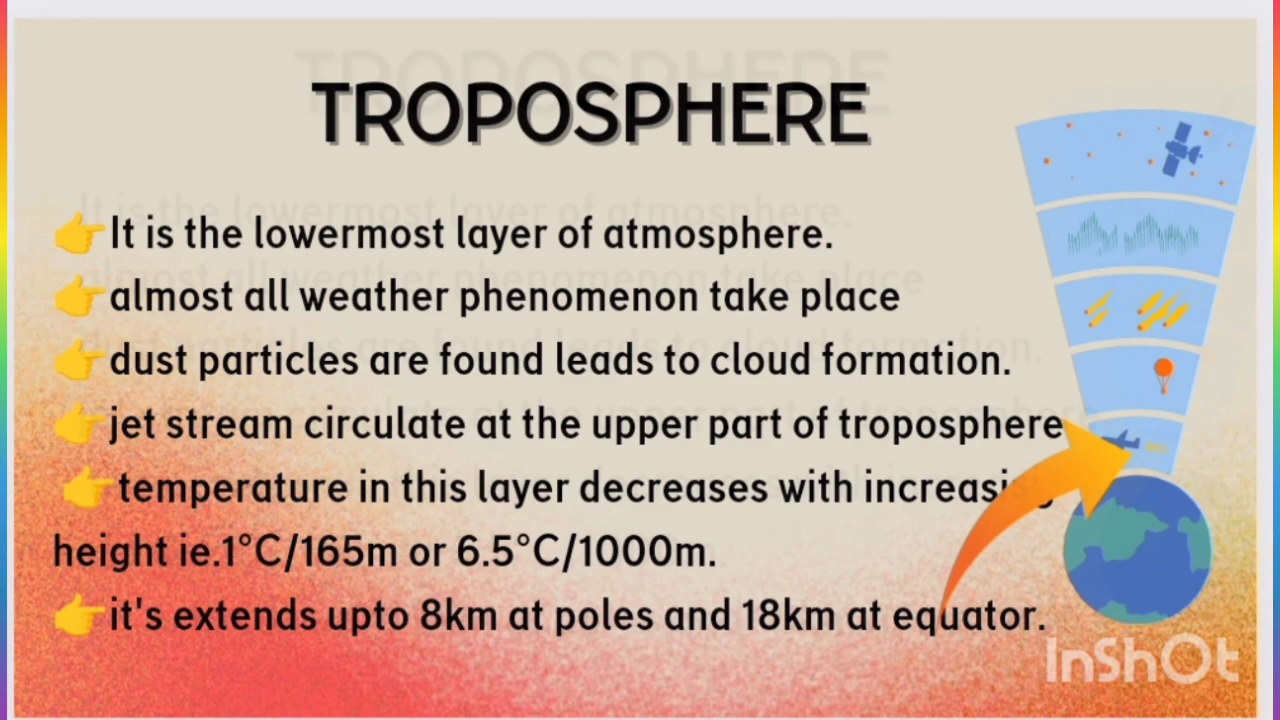 TROPOSPHERE
👉It is the lowermost layer of atmosphere.
👉almost all weather phenomenon take place
👉dust particles are found leads to cloud formation.
👉jet stream circulate at the upper part of troposphere
👉temperature in this layer decreases with increasing
height ie.1°C/165m or 6.5°C/1000m.
👉it's extends upto 8km at poles and 18km at equator.
InShOt